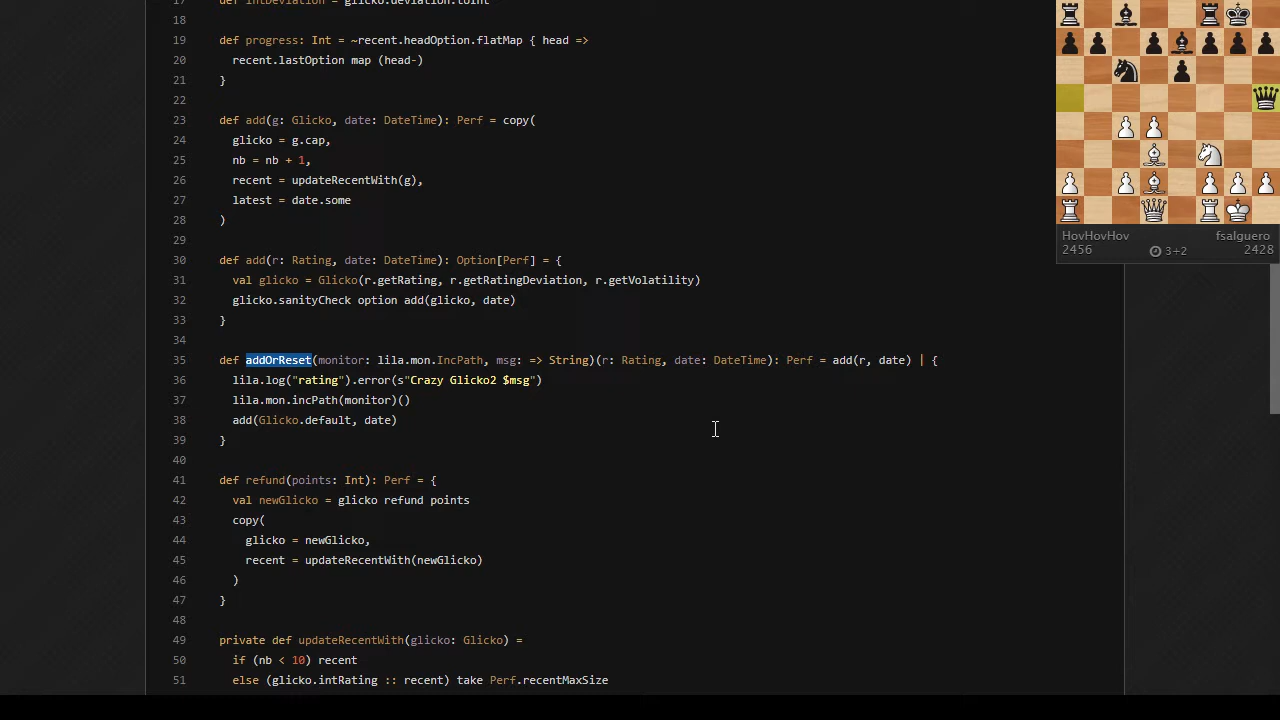 17 def intDeviation = glicko.deviation.toInt
18
19 def progress: Int = ~recent.headOption.flatMap { head =>
20 recent.lastOption map (head-)
21 }
22
23 def add(g: Glicko, date: DateTime): Perf = copy(
24 glicko = g.cap,
25 nb = nb + 1,
26 recent = updateRecentWith(g),
27 latest = date.some
28 )
29
30 def add(r: Rating, date: DateTime): Option[Perf] = {
31 val glicko = Glicko(r.getRating, r.getRatingDeviation, r.getVolatility)
32 glicko.sanityCheck option add(glicko, date)
33 }
34
35 def addOrReset(monitor: lila.mon.IncPath, msg: => String)(r: Rating, date: DateTime): Perf = add(r, date) | {
36 lila.log("rating").error(s"Crazy Glicko2 $msg")
37 lila.mon.incPath(monitor)()
38 add(Glicko.default, date)
39 }
40
41 def refund(points: Int): Perf = {
42 val newGlicko = glicko refund points
43 copy(
44 glicko = newGlicko,
45 recent = updateRecentWith(newGlicko)
46 )
47 }
48
49 private def updateRecentWith(glicko: Glicko) =
50 if (nb < 10) recent
51 else (glicko.intRating :: recent) take Perf.recentMaxSize
HovHovHov fsalguero
2456 3+2 2428